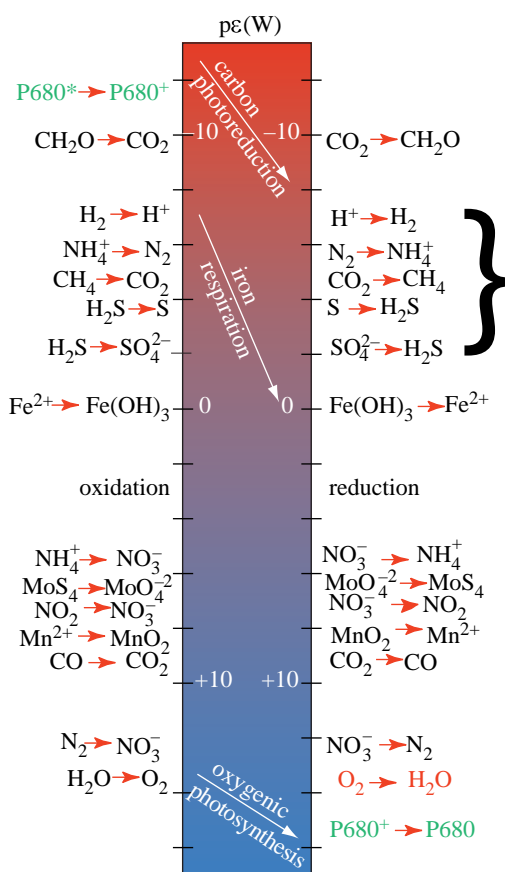 pε(W)
P680* → P680⁺
carbon
photoreduction
–10 –10
CH₂O → CO₂
CO₂ → CH₂O
H₂ → H⁺
H⁺ → H₂
}
NH₄⁺ → N₂
N₂ → NH₄⁺
iron
respiration
CH₄ → CO₂
CO₂ → CH₄
H₂S → S
S → H₂S
H₂S → SO₄²⁻
SO₄²⁻ → H₂S
Fe²⁺ → Fe(OH)₃
0 0
Fe(OH)₃ → Fe²⁺
oxidation
reduction
NH₄⁺ → NO₃⁻
NO₃⁻ → NH₄⁺
MoS₄ → MoO₄⁻²
MoO₄⁻² → MoS₄
NO₂ → NO₃⁻
NO₃⁻ → NO₂
Mn²⁺ → MnO₂
MnO₂ → Mn²⁺
CO → CO₂
CO₂ → CO
+10 +10
N₂ → NO₃⁻
NO₃⁻ → N₂
H₂O → O₂
O₂ → H₂O
oxygenic
photosynthesis
P680⁺ → P680